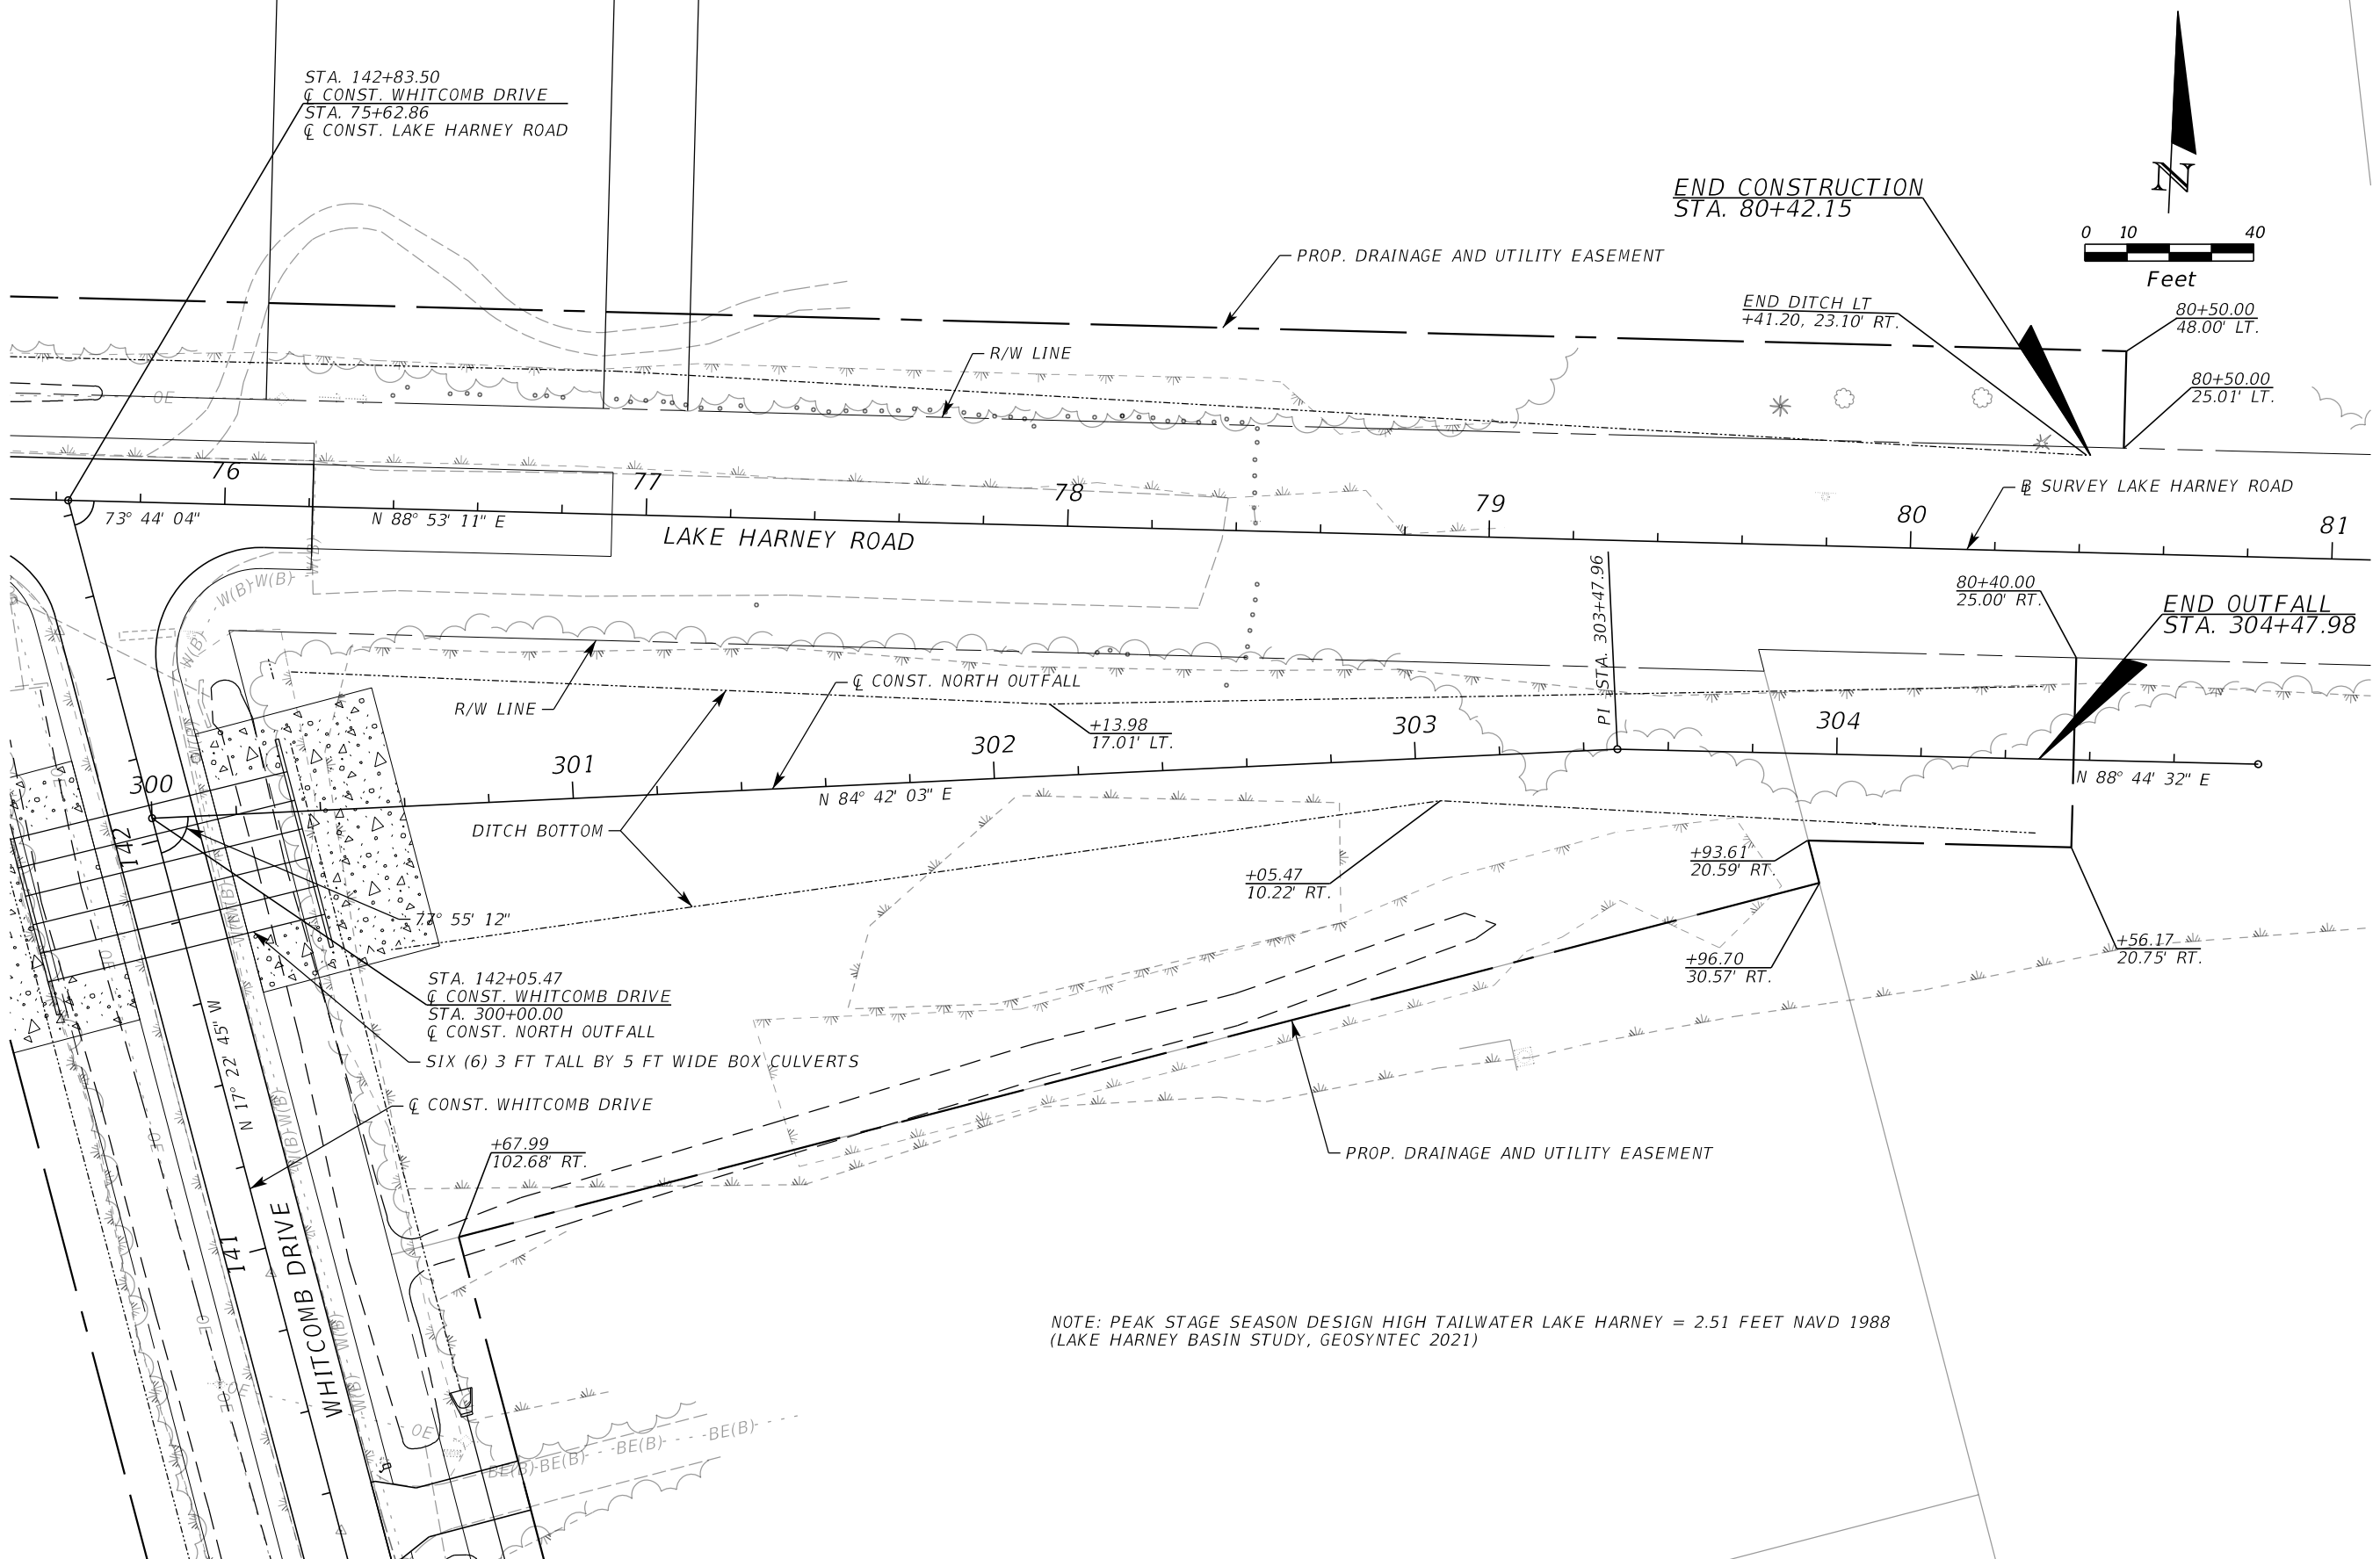 STA. 142+83.50
℄ CONST. WHITCOMB DRIVE
STA. 75+62.86
℄ CONST. LAKE HARNEY ROAD
END CONSTRUCTION
STA. 80+42.15
N
0 10 40
Feet
PROP. DRAINAGE AND UTILITY EASEMENT
END DITCH LT
+41.20, 23.10' RT.
80+50.00
48.00' LT.
R/W LINE
80+50.00
25.01' LT.
OE
76
77
78
79
80
81
73° 44' 04"
N 88° 53' 11" E
LAKE HARNEY ROAD
B SURVEY LAKE HARNEY ROAD
W(B)
W(B)
W(B)
W(B)
PI STA. 303+47.96
80+40.00
25.00' RT.
END OUTFALL
STA. 304+47.98
R/W LINE
℄ CONST. NORTH OUTFALL
+13.98
17.01' LT.
300
301
302
303
304
N 84° 42' 03" E
N 88° 44' 32" E
OE
142
DITCH BOTTOM
+05.47
10.22' RT.
+93.61
20.59' RT.
77° 55' 12"
W(B)
W(B)
OE
+96.70
30.57' RT.
+56.17
20.75' RT.
STA. 142+05.47
℄ CONST. WHITCOMB DRIVE
STA. 300+00.00
℄ CONST. NORTH OUTFALL
SIX (6) 3 FT TALL BY 5 FT WIDE BOX CULVERTS
N 17° 22' 45" W
℄ CONST. WHITCOMB DRIVE
W(B)
W(B)
OE
+67.99
102.68' RT.
PROP. DRAINAGE AND UTILITY EASEMENT
141
WHITCOMB DRIVE
OE
W(B)
W(B)
NOTE: PEAK STAGE SEASON DESIGN HIGH TAILWATER LAKE HARNEY = 2.51 FEET NAVD 1988
(LAKE HARNEY BASIN STUDY, GEOSYNTEC 2021)
OE
OE
W(B)
OE
BE(B)
BE(B)
BE(B)
BE(B)